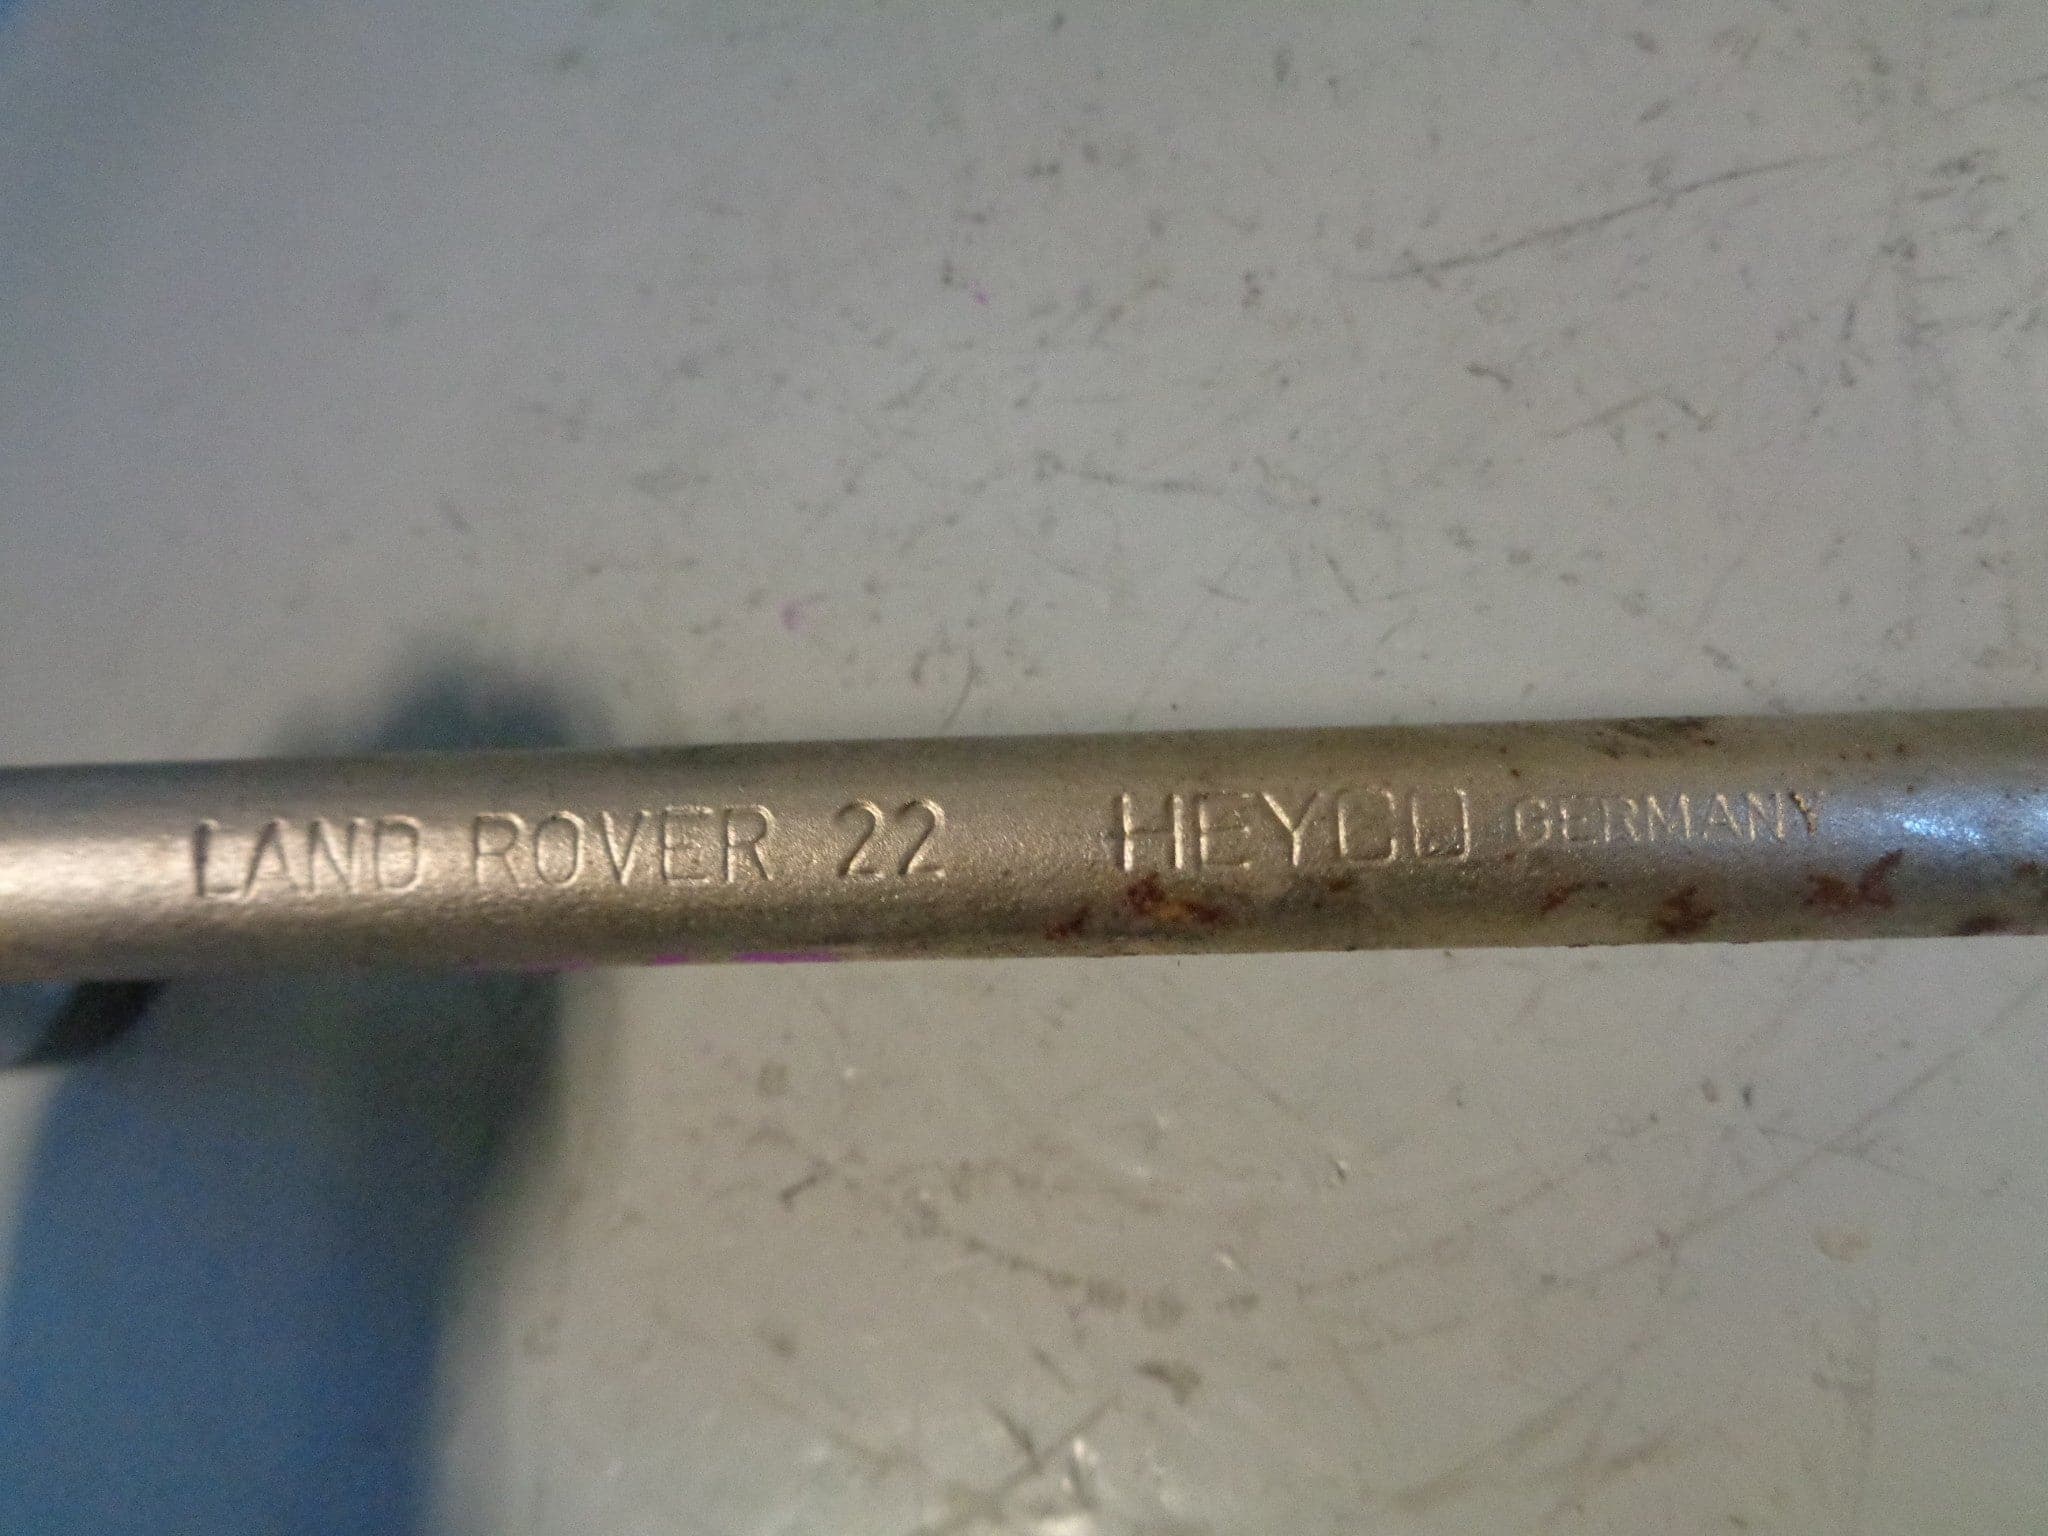 LAND ROVER 22 HEYCO GERMANY